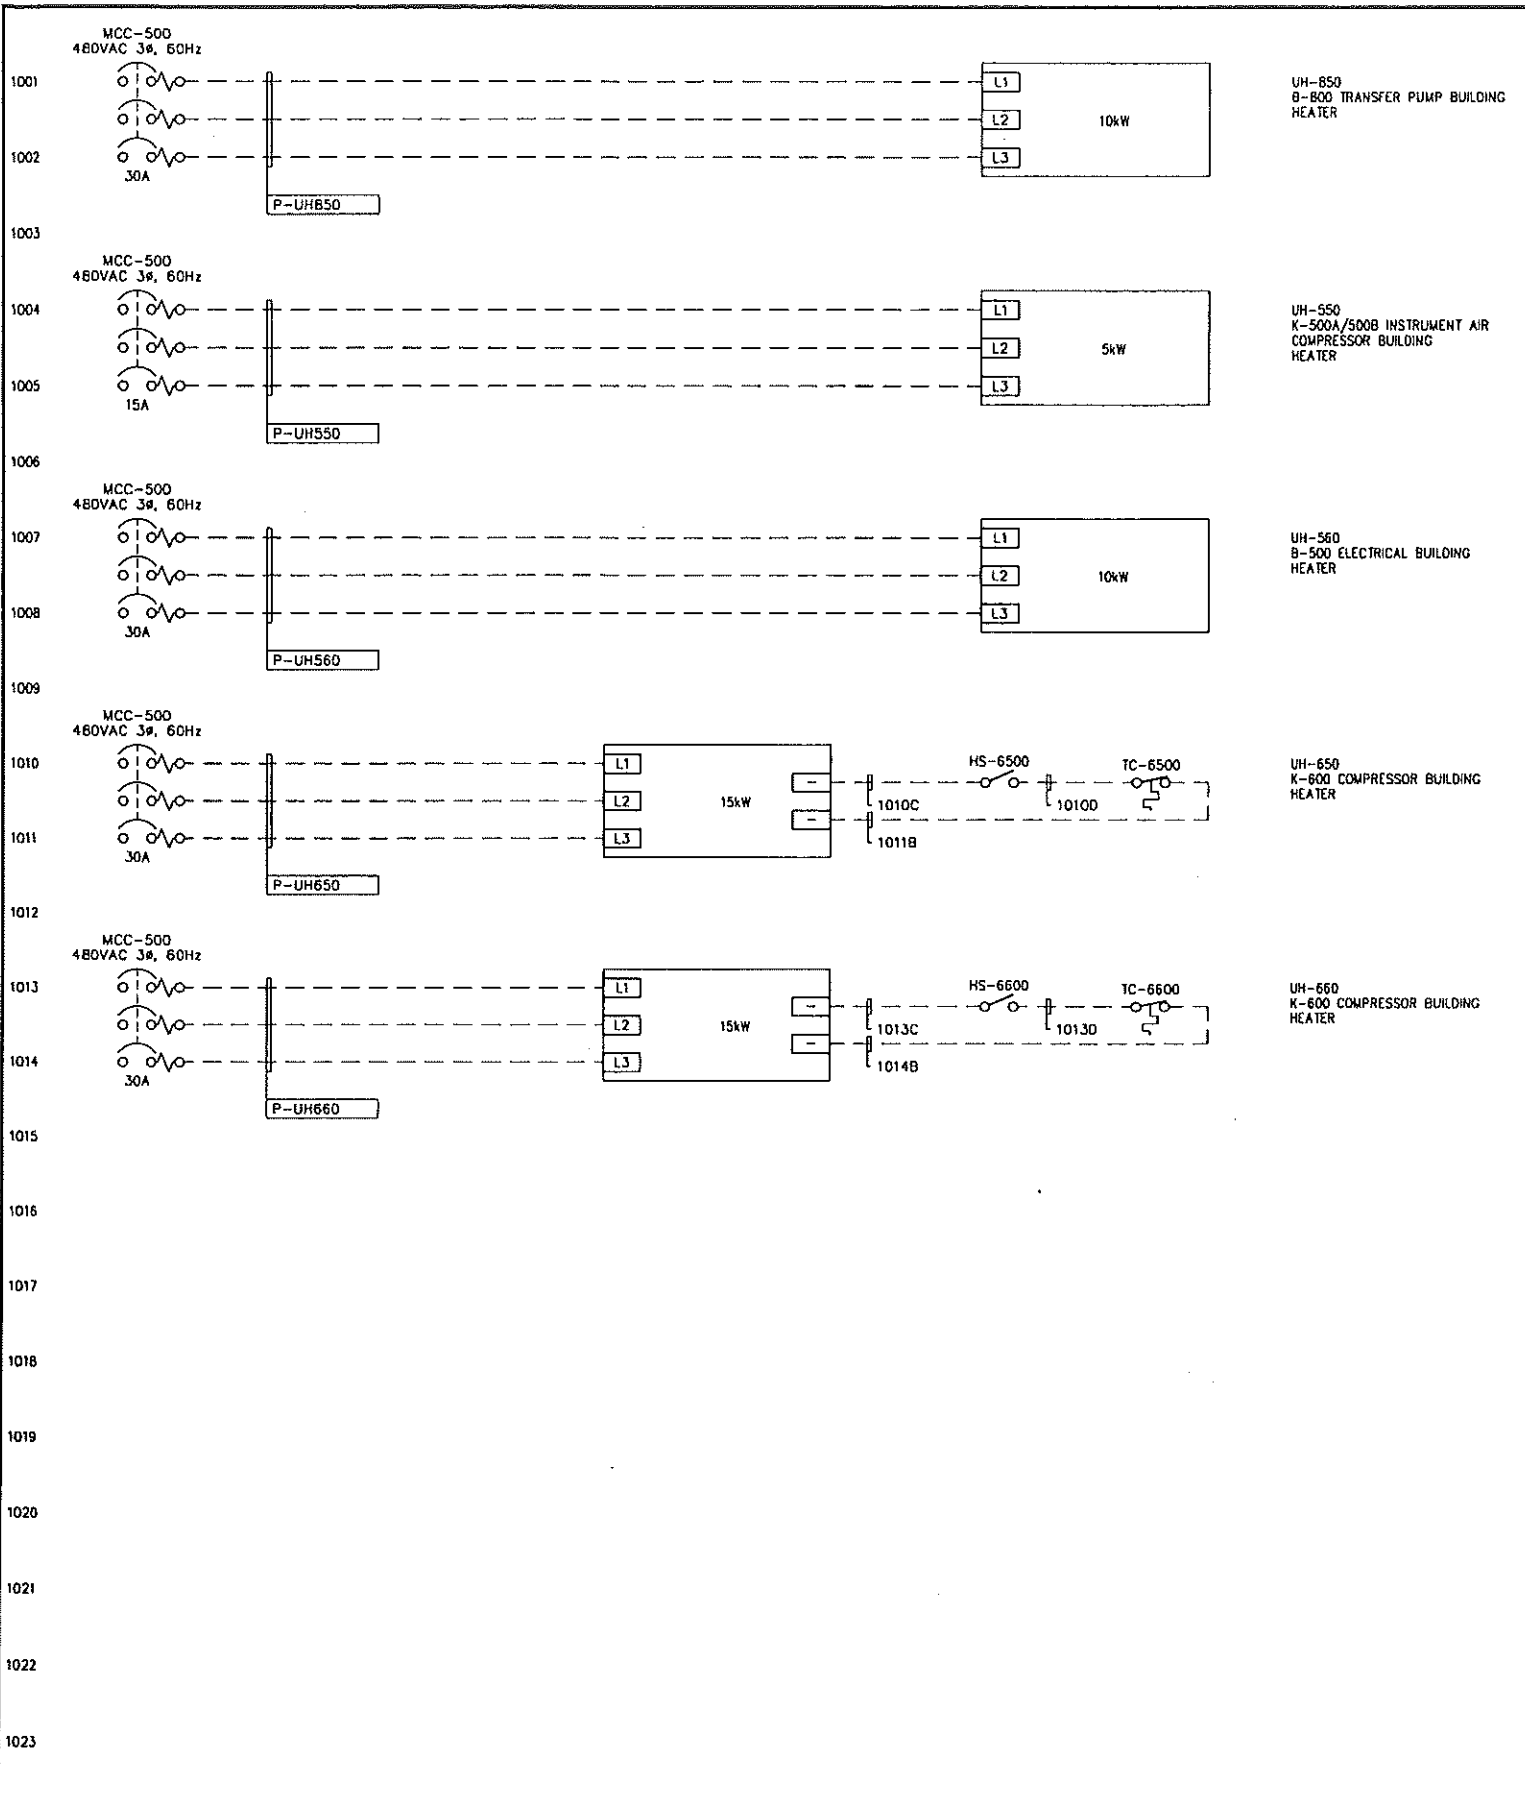 MCC-500
480VAC 3ø, 60Hz
1001
L1
UH-850
B-800 TRANSFER PUMP BUILDING
HEATER
L2
10kW
1002
L3
30A
P-UH850
1003
MCC-500
480VAC 3ø, 60Hz
1004
L1
UH-550
K-500A/500B INSTRUMENT AIR
COMPRESSOR BUILDING
HEATER
L2
5kW
1005
L3
15A
P-UH550
1006
MCC-500
480VAC 3ø, 60Hz
1007
L1
UH-560
B-500 ELECTRICAL BUILDING
HEATER
L2
10kW
1008
L3
30A
P-UH560
1009
MCC-500
480VAC 3ø, 60Hz
1010
L1
HS-6500
TC-6500
UH-650
K-600 COMPRESSOR BUILDING
HEATER
L2
15kW
1010C
1010D
1011
L3
1011B
30A
P-UH650
1012
MCC-500
480VAC 3ø, 60Hz
1013
L1
HS-6600
TC-6600
UH-660
K-600 COMPRESSOR BUILDING
HEATER
L2
15kW
1013C
1013D
1014
L3
1014B
30A
P-UH660
1015
1016
1017
1018
1019
1020
1021
1022
1023